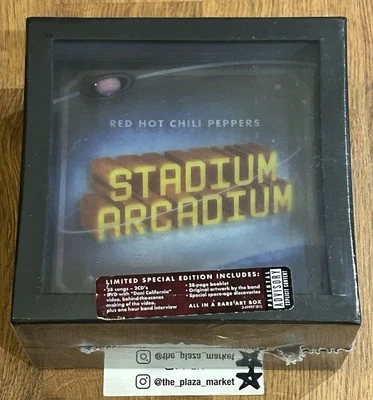 RED HOT CHILI PEPPERS
STADIUM
ARCADIUM
LIMITED SPECIAL EDITION INCLUDES:
• 28 songs – 2CD's
• DVD with "Dani California"
video, behind-the-scenes
making of the video,
plus one hour band interview
• 28-page booklet
• Original artwork by the band
• Special space-age discoveries
ALL IN A RARE ART BOX
PARENTAL
ADVISORY
EXPLICIT CONTENT
@the_plaza_market
@the_plaza_market